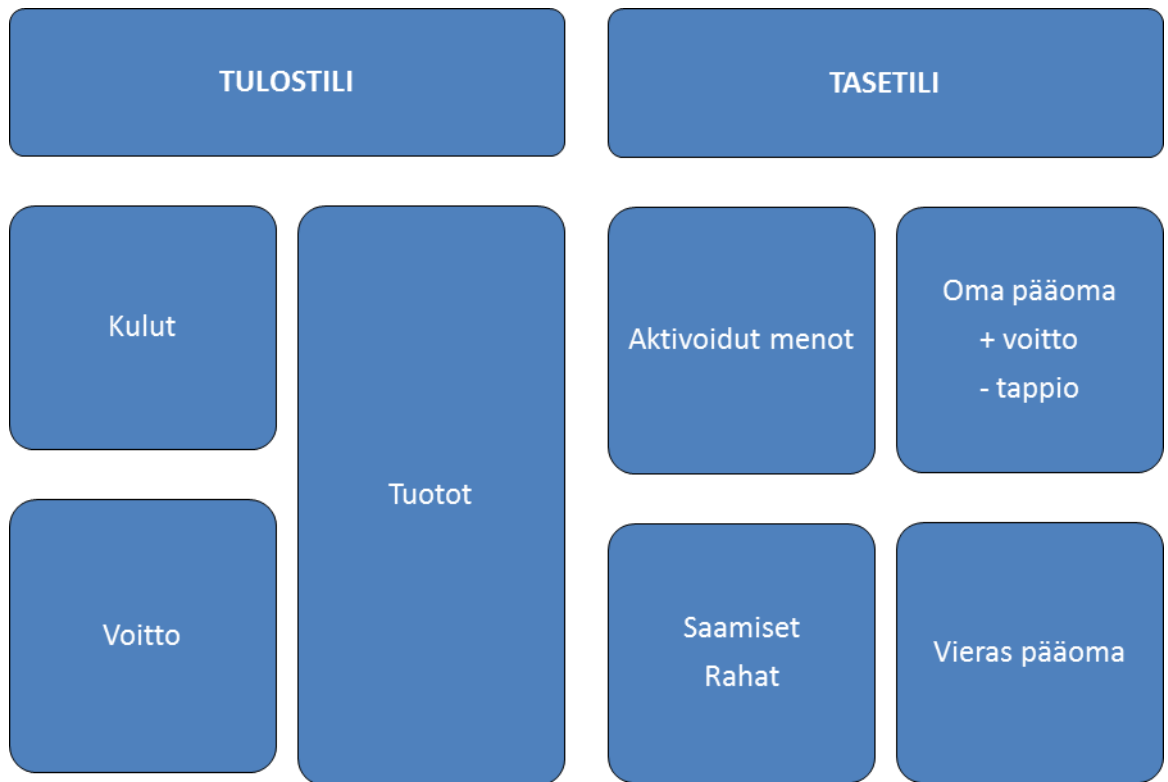 TULOSTILI
Kulut
Voitto
Tuotot
TASETILI
Aktivoidut menot
Saamiset
Rahat
Oma pääoma
+ voitto
- tappio
Vieras pääoma